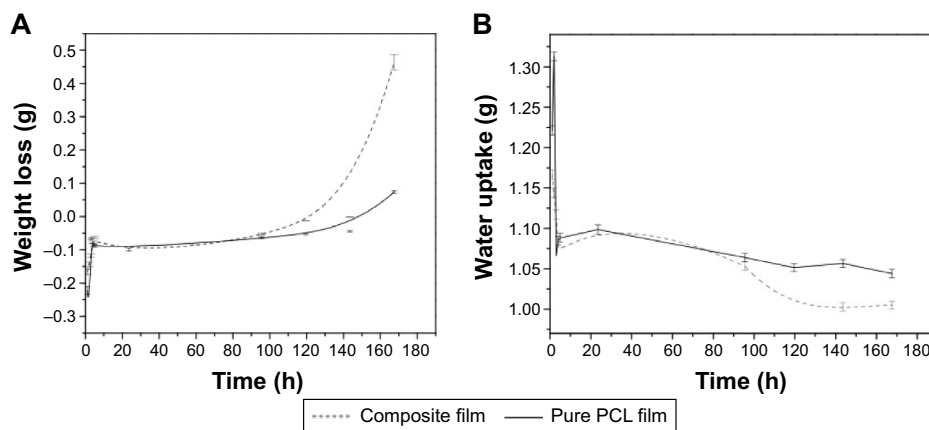 A
Weight loss (g)
0.5
0.4
0.3
0.2
0.1
0.0
–0.1
–0.2
–0.3
0 20 40 60 80 100 120 140 160 180
Time (h)
B
Water uptake (g)
1.30
1.25
1.20
1.15
1.10
1.05
1.00
0 20 40 60 80 100 120 140 160 180
Time (h)
Composite film Pure PCL film